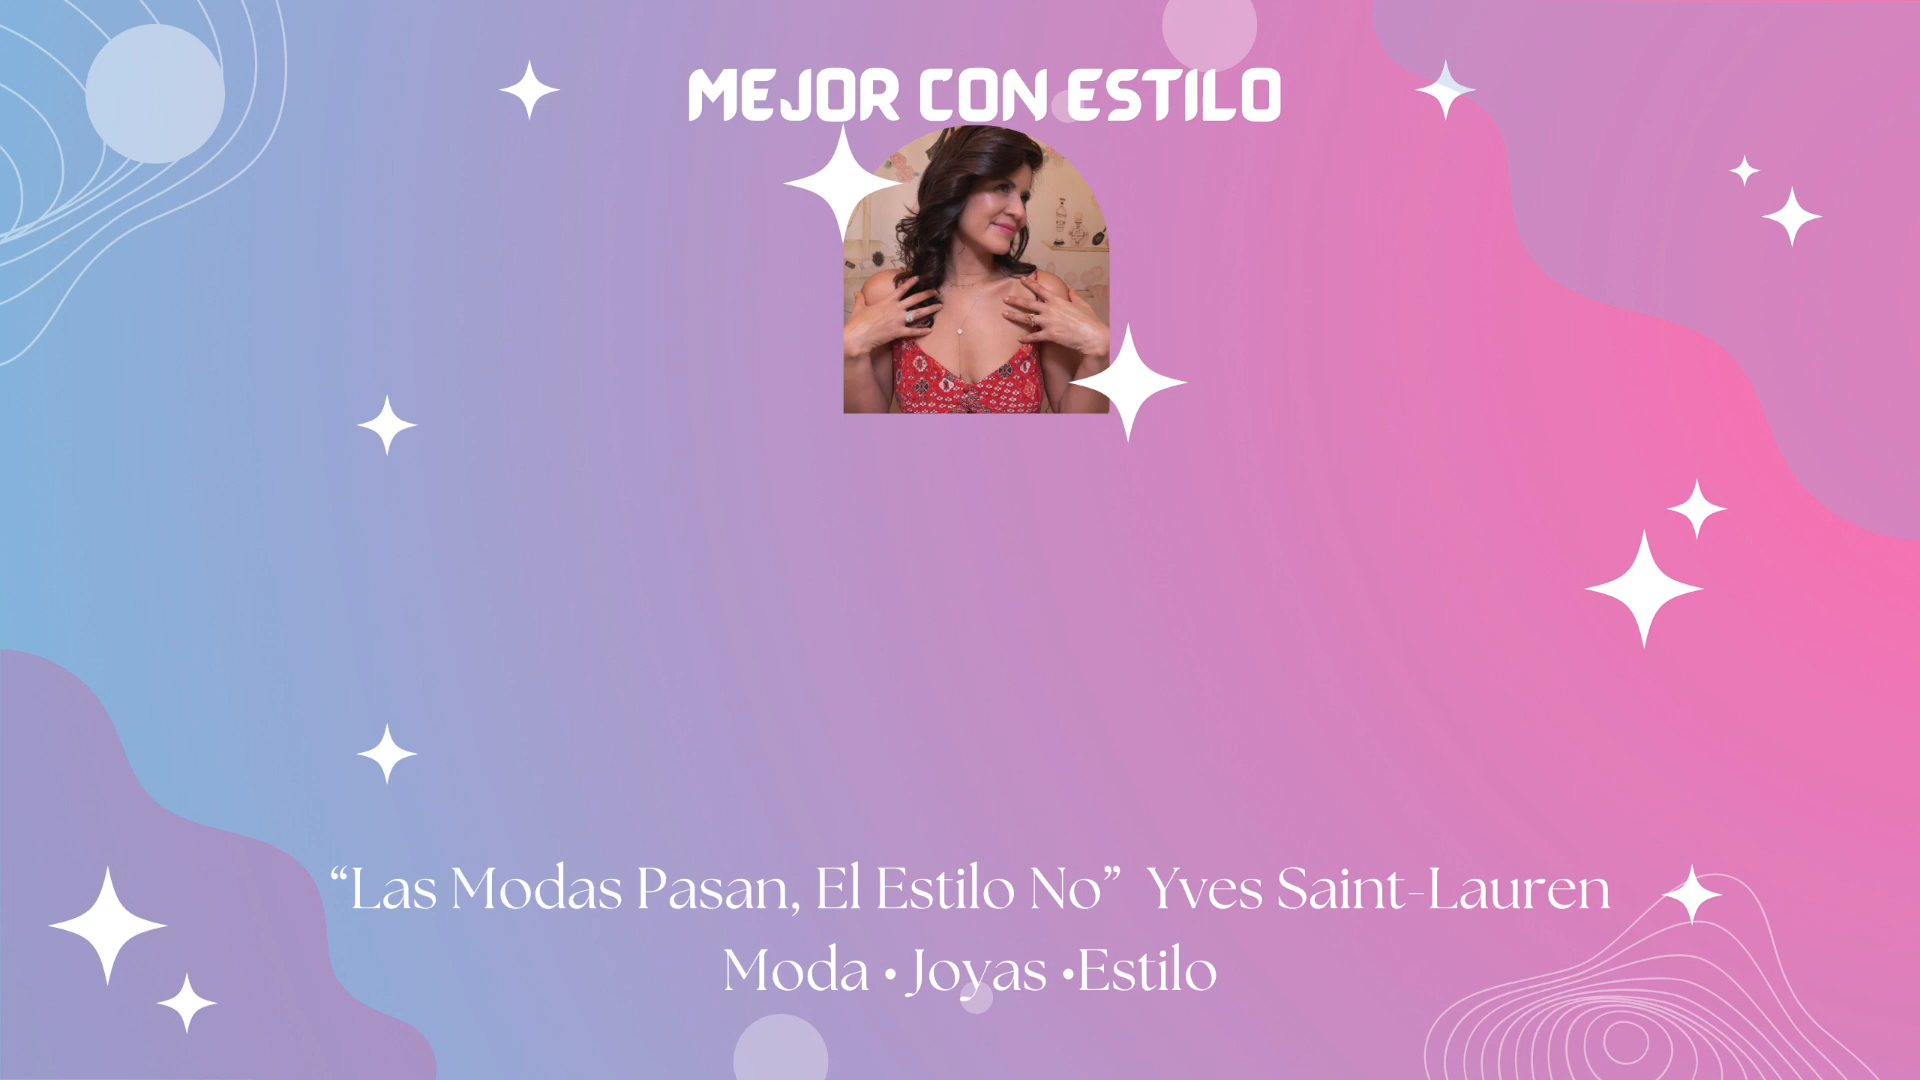 MEJOR CON ESTILO
“Las Modas Pasan, El Estilo No” Yves Saint-Lauren
Moda • Joyas •Estilo